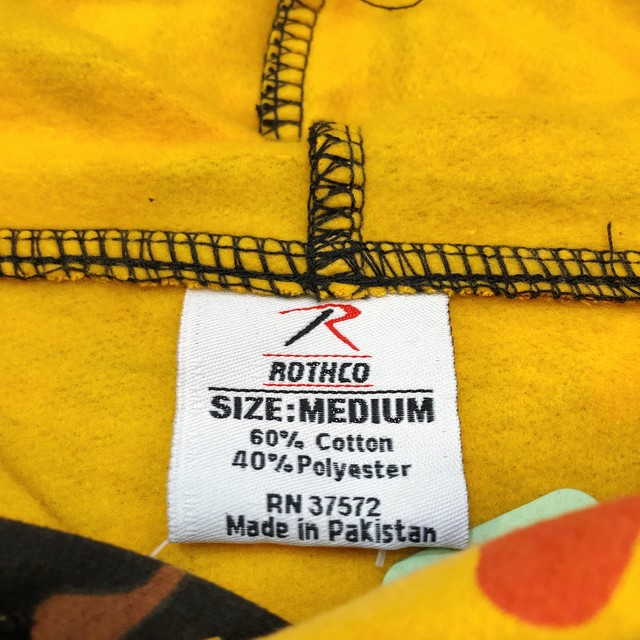 R
ROTHCO
SIZE:MEDIUM
60% Cotton
40% Polyester
RN 37572
Made in Pakistan